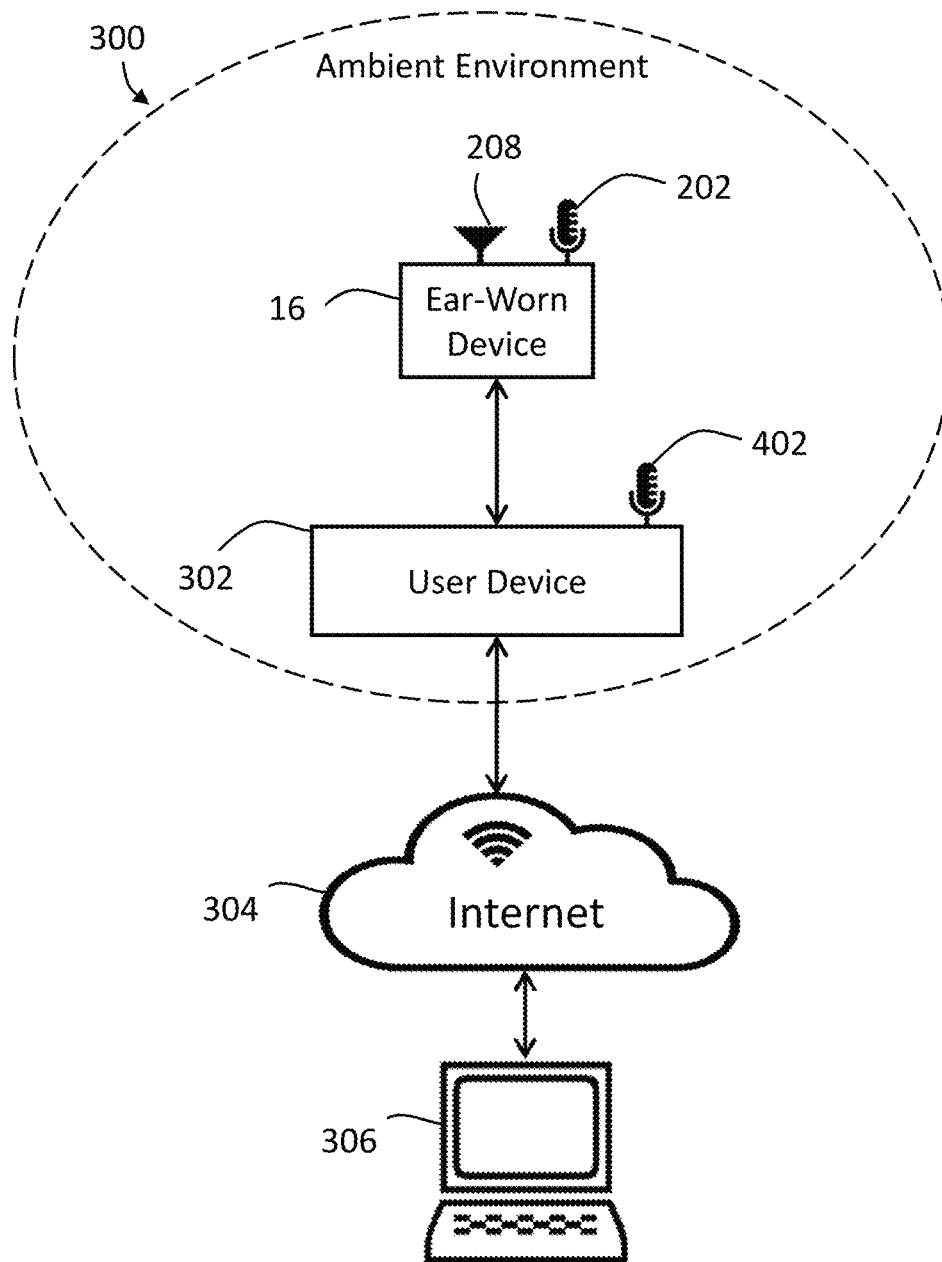 300
Ambient Environment
208
202
16
Ear-Worn
Device
402
302
User Device
304
Internet
306